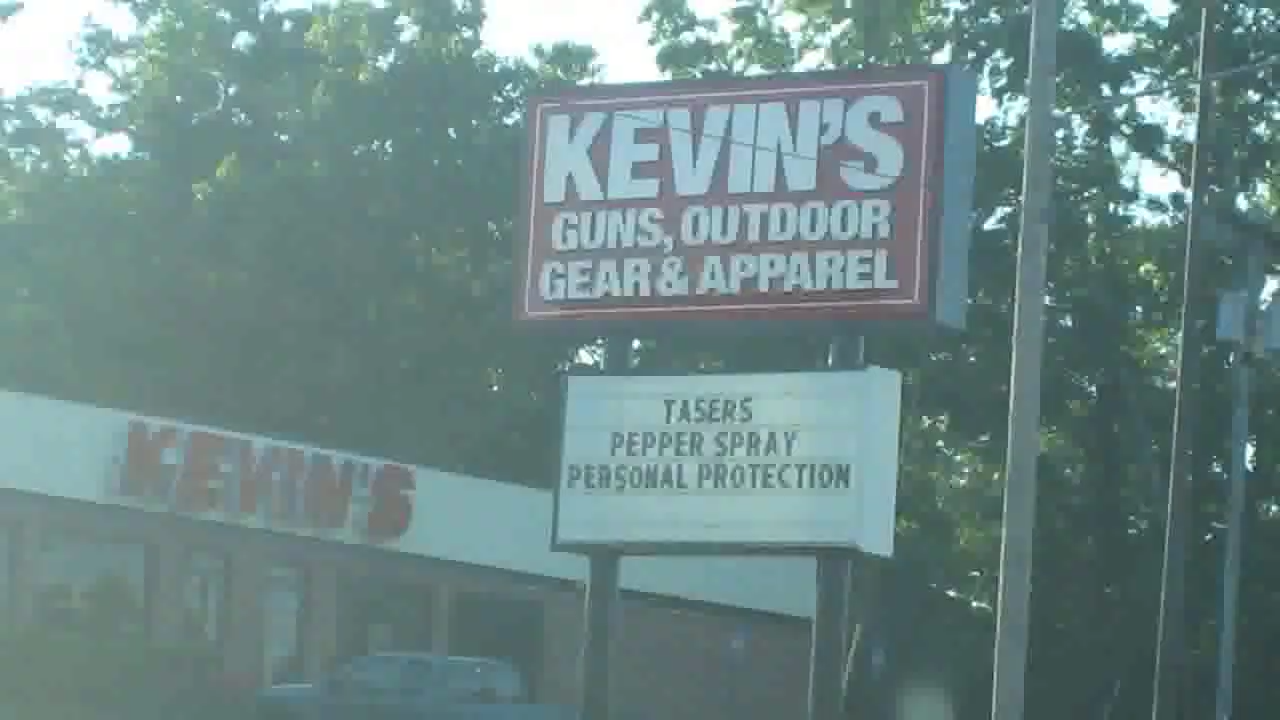 KEVIN'S
GUNS, OUTDOOR
GEAR & APPAREL
TASERS
PEPPER SPRAY
PERSONAL PROTECTION
KEVIN'S